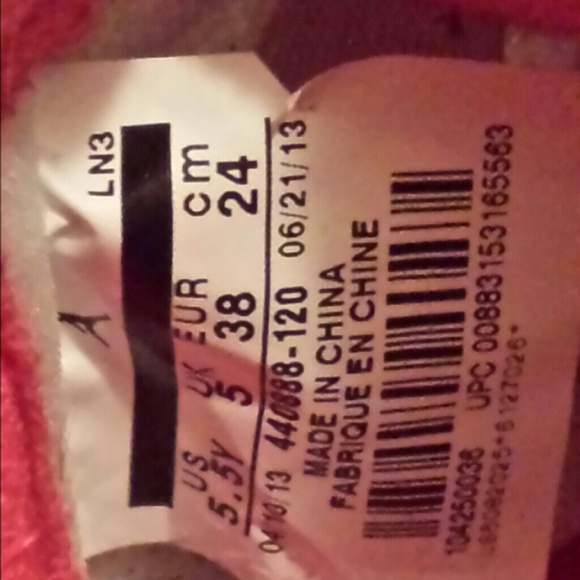 LN3
A
US UK EUR cm
5.5Y 5 38 24
04/10/13 440888-120 06/21/13
MADE IN CHINA
FABRIQUE EN CHINE
104250036 UPC 00883153165563